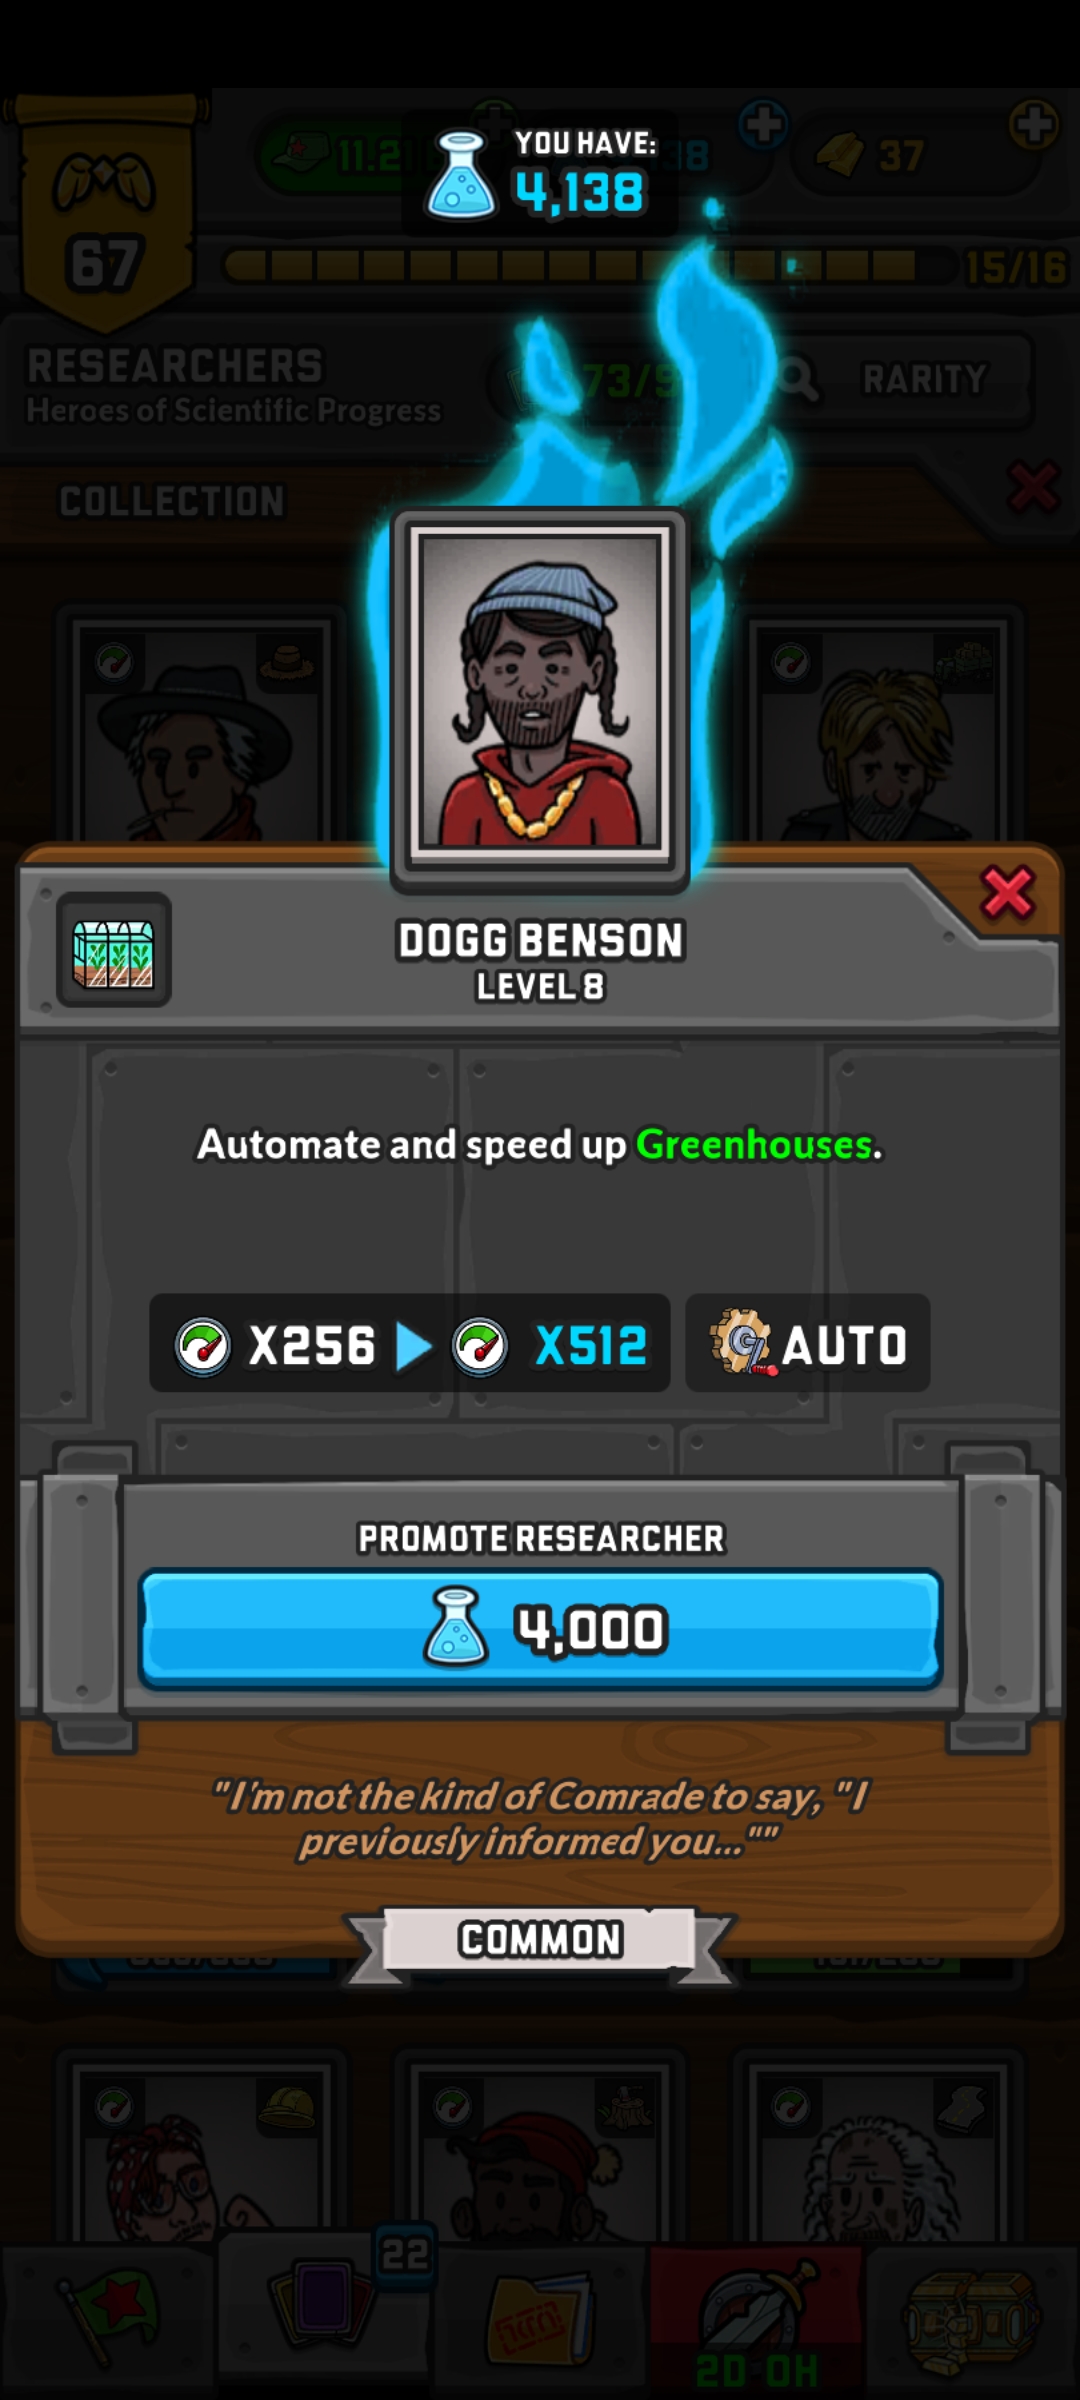 YOU HAVE:
4,138
37
67
15/16
RESEARCHERS
Heroes of Scientific Progress
RARITY
COLLECTION
DOGG BENSON
LEVEL 8
Automate and speed up Greenhouses.
X256 X512 AUTO
PROMOTE RESEARCHER
4,000
"I'm not the kind of Comrade to say, "I
previously informed you...""
COMMON
22
2D 0H